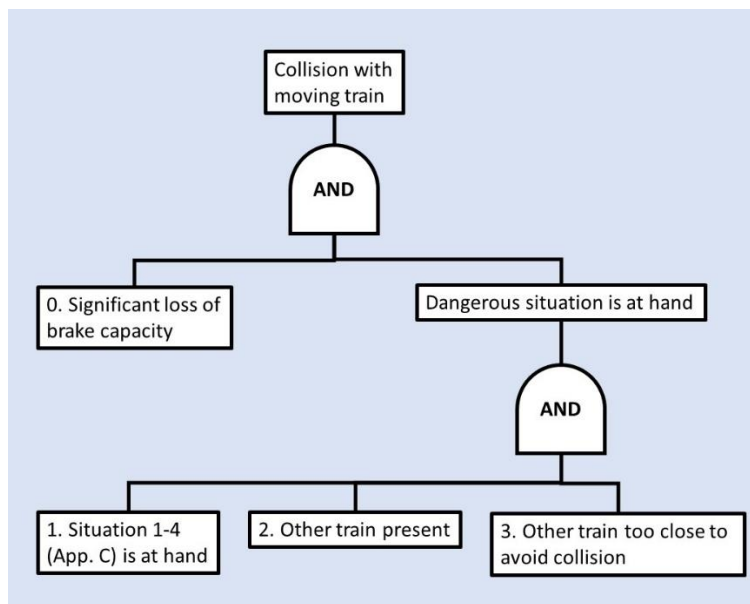 Collision with
moving train
AND
0. Significant loss of
brake capacity
Dangerous situation is at hand
AND
1. Situation 1-4
(App. C) is at hand
2. Other train present
3. Other train too close to
avoid collision